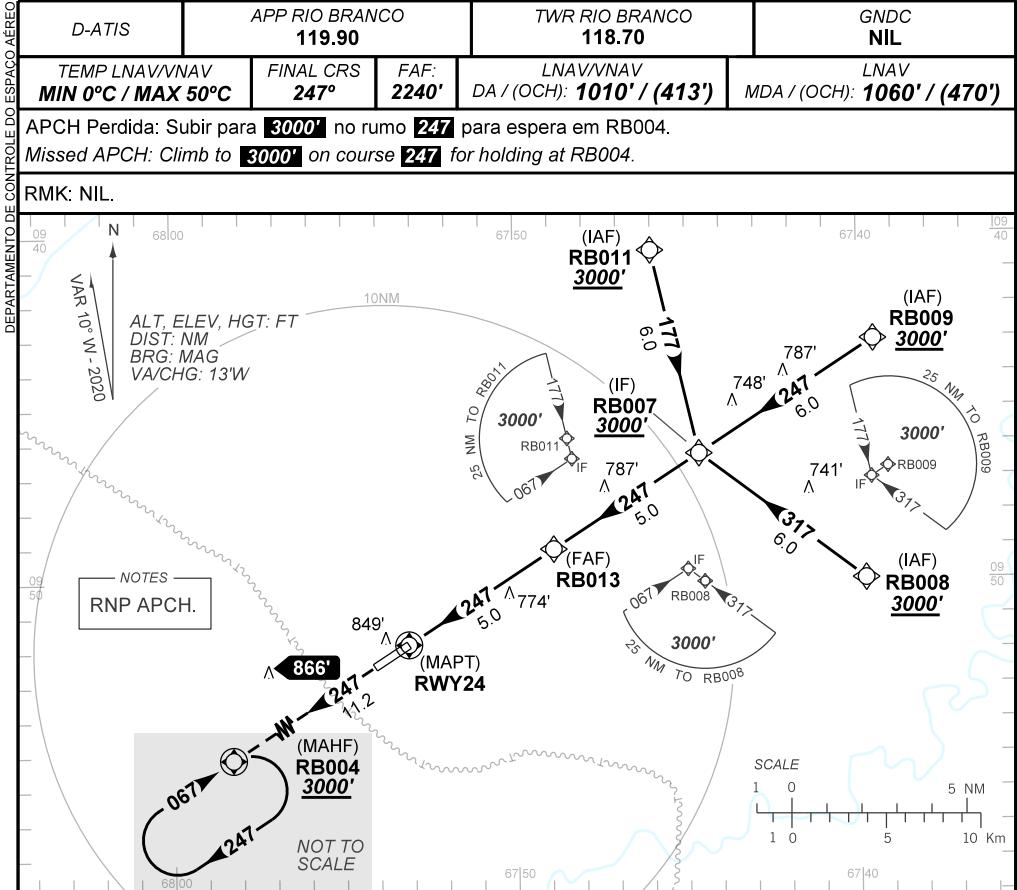 DEPARTAMENTO DE CONTROLE DO ESPAÇO AÉREO
D-ATIS
APP RIO BRANCO
119.90
TWR RIO BRANCO
118.70
GNDC
NIL
TEMP LNAV/VNAV
MIN 0ºC / MAX 50ºC
FINAL CRS
247º
FAF:
2240'
LNAV/VNAV
DA / (OCH): 1010' / (413')
LNAV
MDA / (OCH): 1060' / (470')
APCH Perdida: Subir para 3000' no rumo 247 para espera em RB004.
Missed APCH: Climb to 3000' on course 247 for holding at RB004.
RMK: NIL.
09
40
68 00
67 50
67 40
09
40
N
VAR 10° W - 2020
ALT, ELEV, HGT: FT
DIST: NM
BRG: MAG
VA/CHG: 13'W
10NM
(IAF)
RB011
3000'
177
6.0
(IAF)
RB009
3000'
787'
748'
247
6.0
(IF)
RB007
3000'
25 NM TO RB011
177
3000'
RB011
IF
067
25 NM TO RB009
177
3000'
RB009
IF
317
787'
741'
247
5.0
317
6.0
(IAF)
RB008
3000'
(FAF)
RB013
IF
067
RB008
317
3000'
25 NM TO RB008
09
50
09
50
NOTES
RNP APCH.
774'
247
5.0
849'
(MAPT)
RWY24
866'
247
11.2
(MAHF)
RB004
3000'
067
247
NOT TO
SCALE
SCALE
1 0 5 NM
1 0 5 10 Km
68 00
67 50
67 40